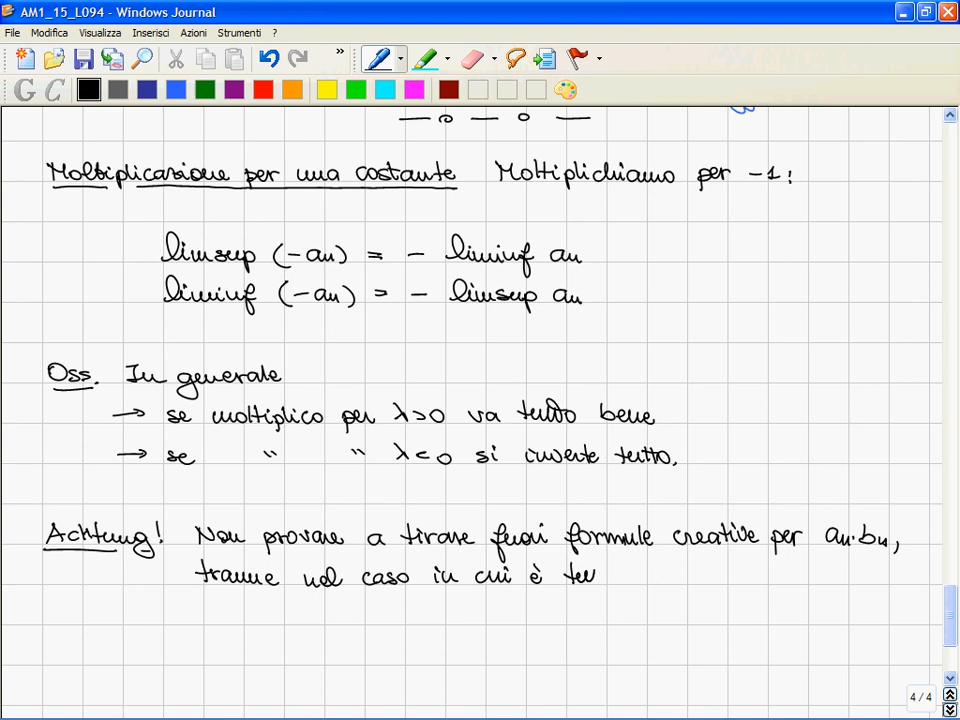 AM1_15_L094 - Windows Journal
File Modifica Visualizza Inserisci Azioni Strumenti ?
»
G C
Moltiplicazione per una costante Moltiplichiamo per -1:
limsup (-an) = - liminf an
liminf (-an) = - limsup an
Oss. In generale
→ se moltiplico per λ>0 va tutto bene
→ se " " λ<0 si inverte tutto.
Achtung! Non provare a tirare fuori formule creative per an·bn,
tranne nel caso in cui è tu
4 / 4